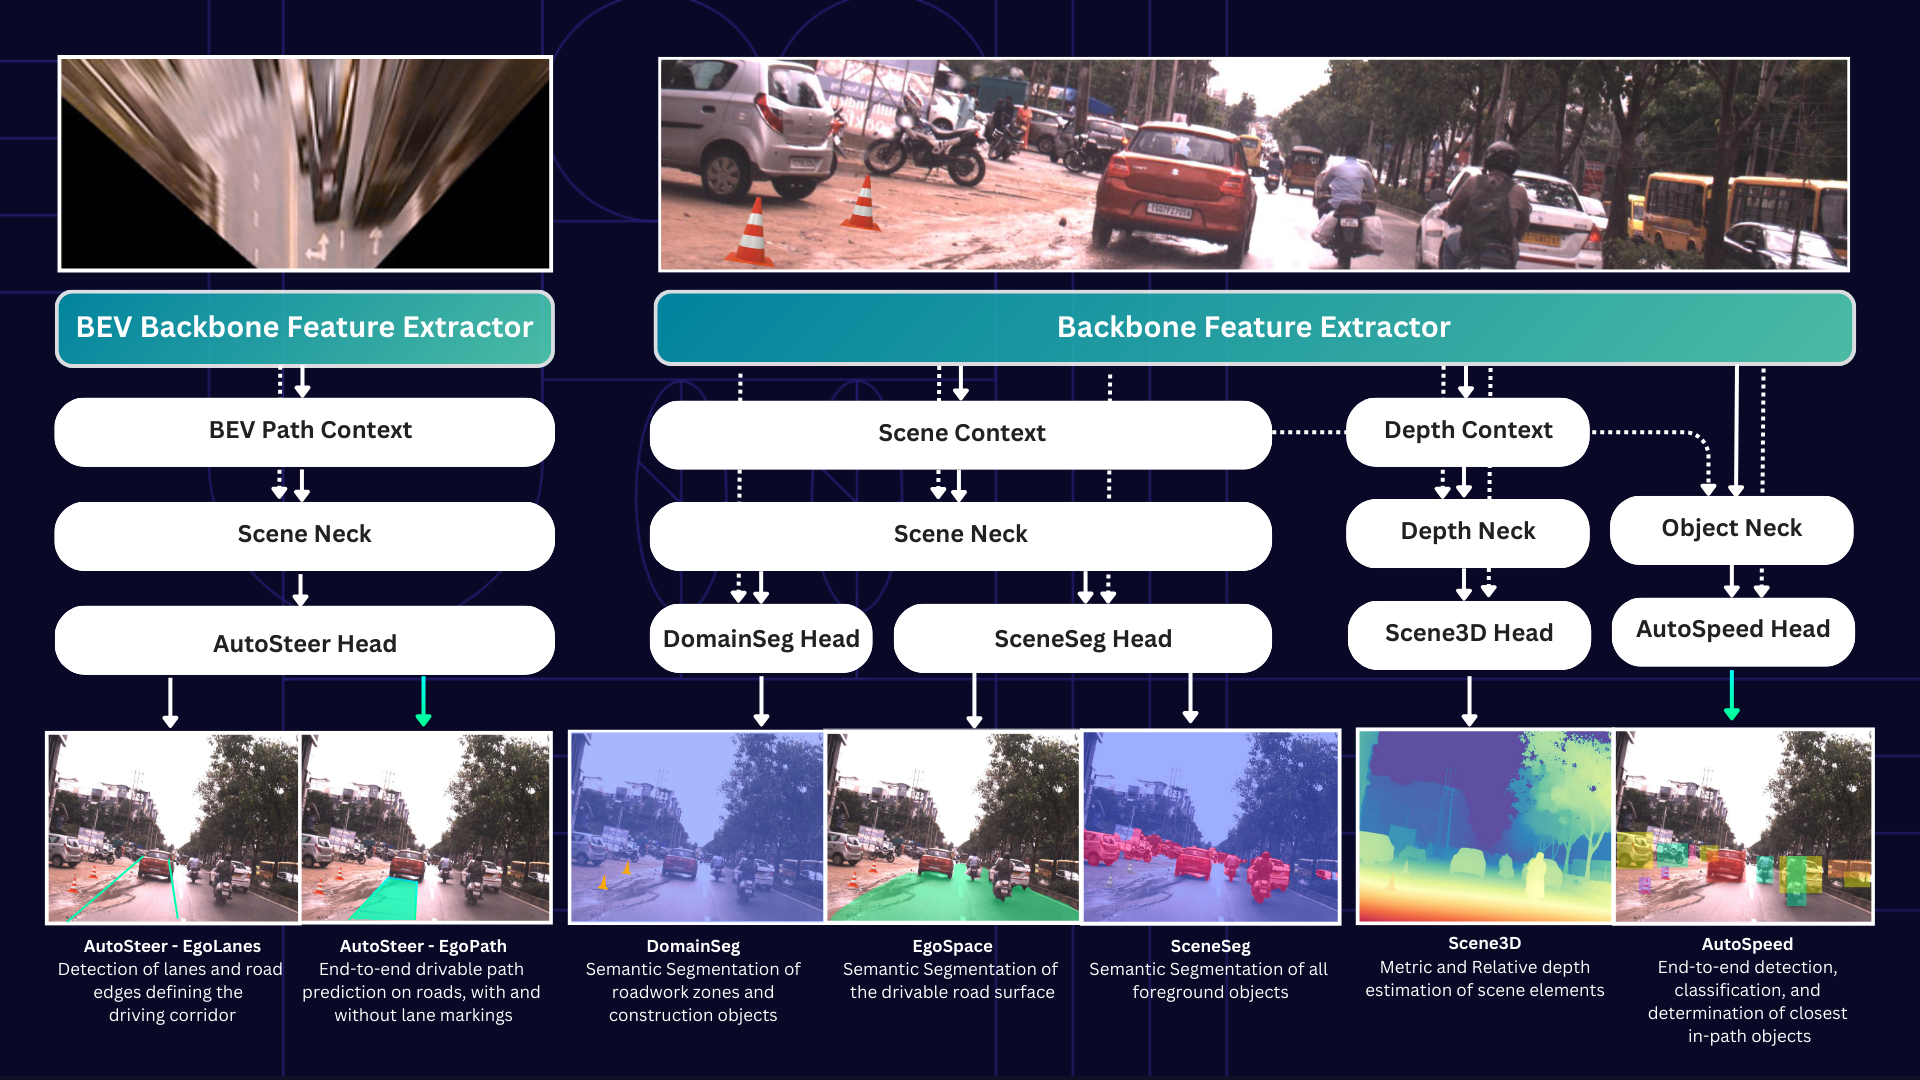 BEV Backbone Feature Extractor
Backbone Feature Extractor
BEV Path Context
Scene Context
Depth Context
Scene Neck
Scene Neck
Depth Neck
Object Neck
AutoSteer Head
DomainSeg Head
SceneSeg Head
Scene3D Head
AutoSpeed Head
AutoSteer - EgoLanes
Detection of lanes and road
edges defining the
driving corridor
AutoSteer - EgoPath
End-to-end drivable path
prediction on roads, with and
without lane markings
DomainSeg
Semantic Segmentation of
roadwork zones and
construction objects
EgoSpace
Semantic Segmentation of
the drivable road surface
SceneSeg
Semantic Segmentation of all
foreground objects
Scene3D
Metric and Relative depth
estimation of scene elements
AutoSpeed
End-to-end detection,
classification, and
determination of closest
in-path objects